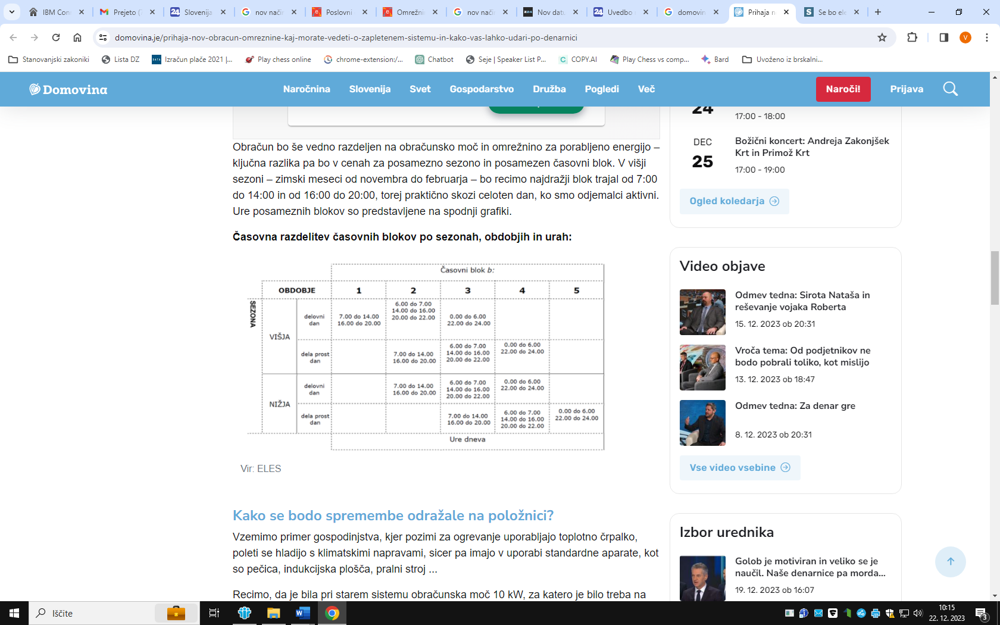 IBM Con
Prejeto (7
Slovenija
nov način
Poslovni
Omrežni
nov način
Nov datu
Uvedbo
domovin
Prihaja n
Se bo ele
domovina.je/prihaja-nov-obracun-omreznine-kaj-morate-vedeti-o-zapletenem-sistemu-in-kako-vas-lahko-udari-po-denarnici
V
Stanovanjski zakoniki
Lista DZ
Izračun plače 2021 |...
Play chess online
chrome-extension:/...
Chatbot
Seje | Speaker List P...
COPY.AI
Play Chess vs comp...
Bard
Uvoženo iz brskalni...
Domovina
Naročnina
Slovenija
Svet
Gospodarstvo
Družba
Pogledi
Več
Naroči!
Prijava
Obračun bo še vedno razdeljen na obračunsko moč in omrežnino za porabljeno energijo –
ključna razlika pa bo v cenah za posamezno sezono in posamezen časovni blok. V višji
sezoni – zimski meseci od novembra do februarja – bo recimo najdražji blok trajal od 7:00
do 14:00 in od 16:00 do 20:00, torej praktično skozi celoten dan, ko smo odjemalci aktivni.
Ure posameznih blokov so predstavljene na spodnji grafiki.
Časovna razdelitev časovnih blokov po sezonah, obdobjih in urah:
Časovni blok b:
OBDOBJE 1 2 3 4 5
SEZONA
VIŠJA
delovni
dan
7.00 do 14.00
16.00 do 20.00
6.00 do 7.00
14.00 do 16.00
20.00 do 22.00
0.00 do 6.00
22.00 do 24.00
dela prost
dan
7.00 do 14.00
16.00 do 20.00
6.00 do 7.00
14.00 do 16.00
20.00 do 22.00
0.00 do 6.00
22.00 do 24.00
NIŽJA
delovni
dan
7.00 do 14.00
16.00 do 20.00
6.00 do 7.00
14.00 do 16.00
20.00 do 22.00
0.00 do 6.00
22.00 do 24.00
dela prost
dan
7.00 do 14.00
16.00 do 20.00
6.00 do 7.00
14.00 do 16.00
20.00 do 22.00
0.00 do 6.00
22.00 do 24.00
Ure dneva
Vir: ELES
Kako se bodo spremembe odražale na položnici?
Vzemimo primer gospodinjstva, kjer pozimi za ogrevanje uporabljajo toplotno črpalko,
poleti se hladijo s klimatskimi napravami, sicer pa imajo v uporabi standardne aparate, kot
so pečica, indukcijska plošča, pralni stroj ...
Recimo, da je bila pri starem sistemu obračunska moč 10 kW, za katero je bilo treba na
24
17:00 - 18:00
DEC
25
Božični koncert: Andreja Zakonjšek
Krt in Primož Krt
17:00 - 19:00
Ogled koledarja
Video objave
Odmev tedna: Sirota Nataša in
reševanje vojaka Roberta
15. 12. 2023 ob 20:31
Vroča tema: Od podjetnikov ne
bodo pobrali toliko, kot mislijo
13. 12. 2023 ob 18:47
Odmev tedna: Za denar gre
8. 12. 2023 ob 20:31
Vse video vsebine
Izbor urednika
Golob je motiviran in veliko se je
naučil. Naše denarnice pa morda...
19. 12. 2023 ob 16:07
Iščite
10:15
22. 12. 2023
3